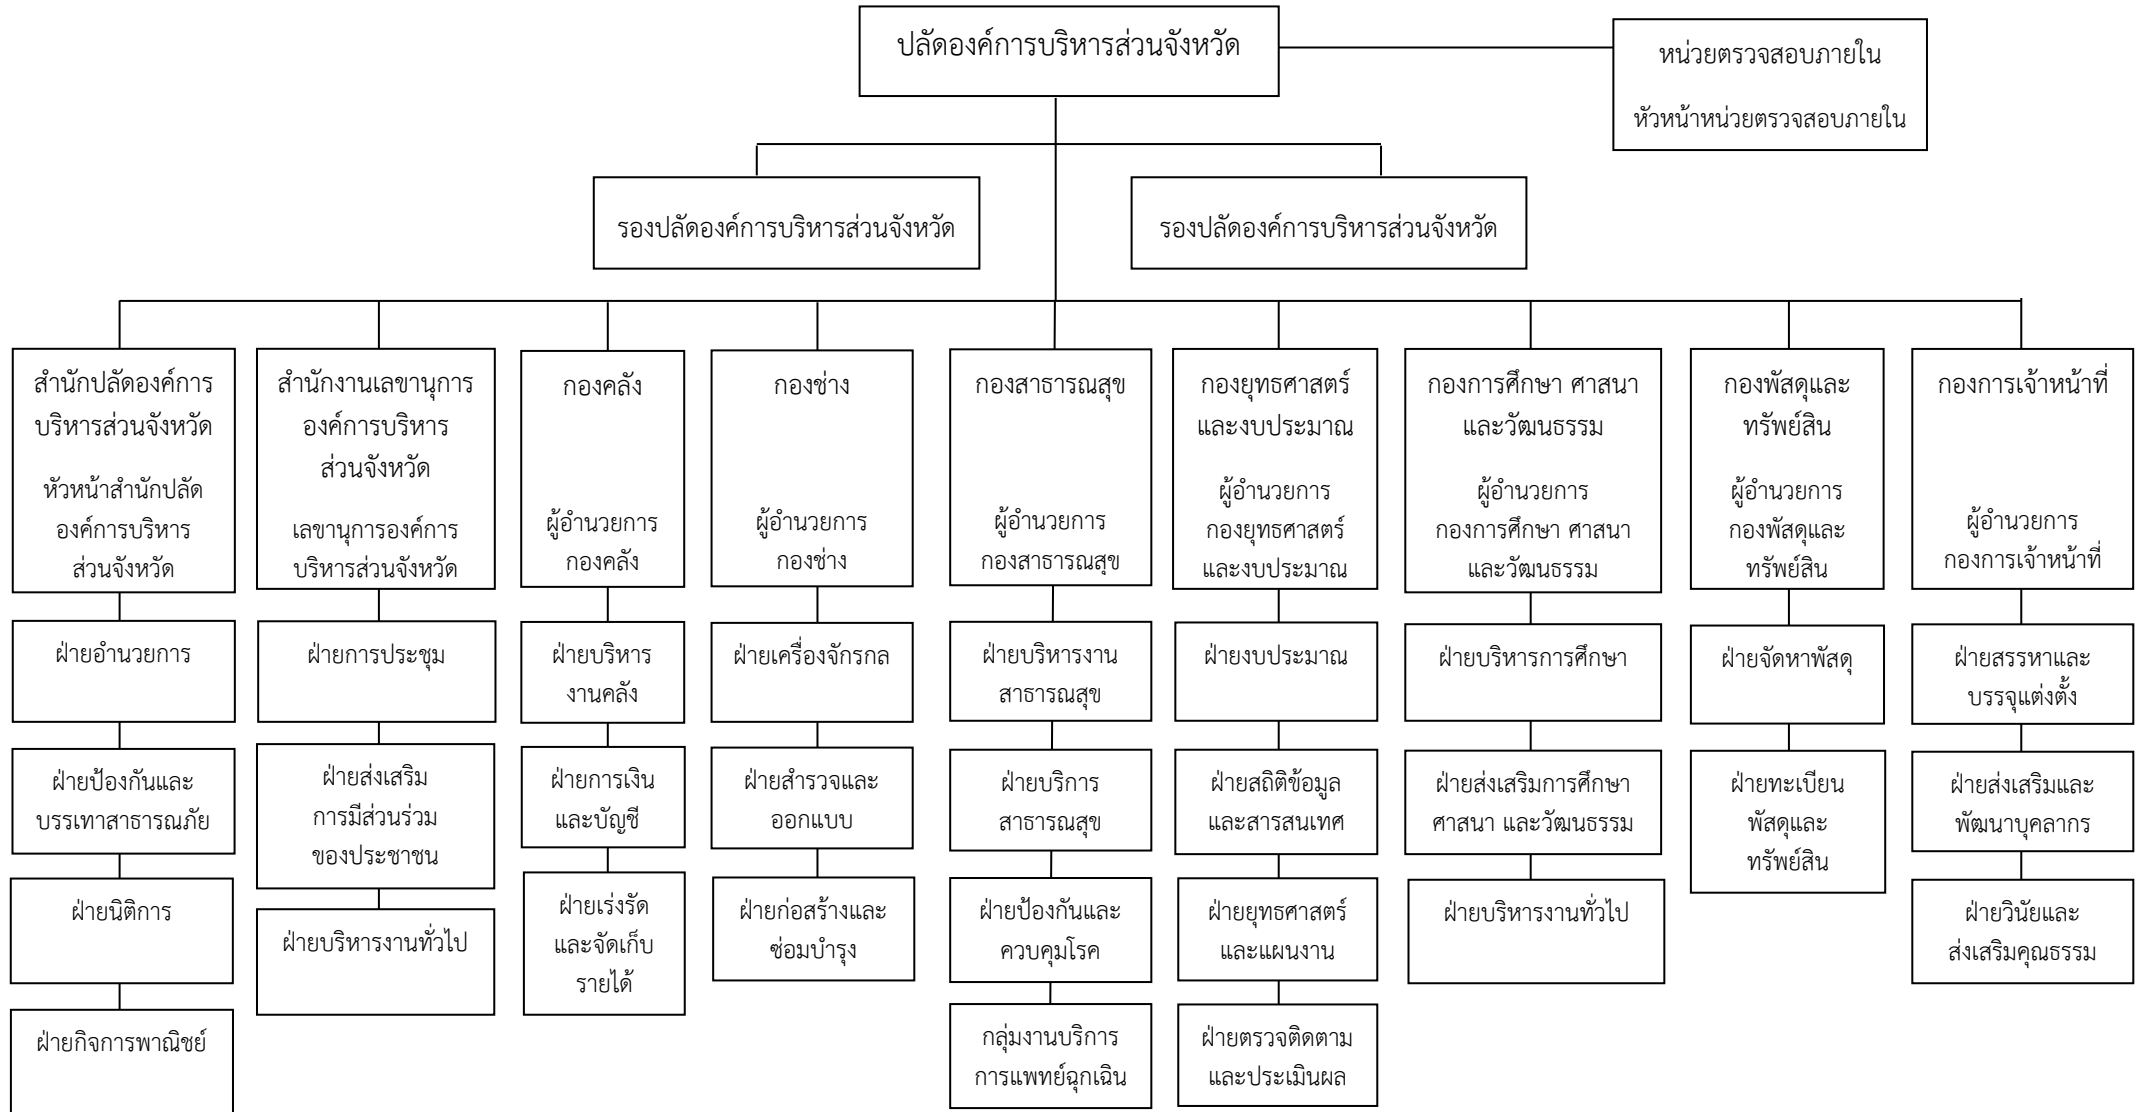 ปลัดองค์การบริหารส่วนจังหวัด
หน่วยตรวจสอบภายใน
หัวหน้าหน่วยตรวจสอบภายใน
รองปลัดองค์การบริหารส่วนจังหวัด
รองปลัดองค์การบริหารส่วนจังหวัด
สำนักปลัดองค์การ
บริหารส่วนจังหวัด
หัวหน้าสำนักปลัด
องค์การบริหาร
ส่วนจังหวัด
ฝ่ายอำนวยการ
ฝ่ายป้องกันและ
บรรเทาสาธารณภัย
ฝ่ายนิติการ
ฝ่ายกิจการพาณิชย์
สำนักงานเลขานุการ
องค์การบริหาร
ส่วนจังหวัด
เลขานุการองค์การ
บริหารส่วนจังหวัด
ฝ่ายการประชุม
ฝ่ายส่งเสริม
การมีส่วนร่วม
ของประชาชน
ฝ่ายบริหารงานทั่วไป
กองคลัง
ผู้อำนวยการ
กองคลัง
ฝ่ายบริหาร
งานคลัง
ฝ่ายการเงิน
และบัญชี
ฝ่ายเร่งรัด
และจัดเก็บ
รายได้
กองช่าง
ผู้อำนวยการ
กองช่าง
ฝ่ายเครื่องจักรกล
ฝ่ายสำรวจและ
ออกแบบ
ฝ่ายก่อสร้างและ
ซ่อมบำรุง
กองสาธารณสุข
ผู้อำนวยการ
กองสาธารณสุข
ฝ่ายบริหารงาน
สาธารณสุข
ฝ่ายบริการ
สาธารณสุข
ฝ่ายป้องกันและ
ควบคุมโรค
กลุ่มงานบริการ
การแพทย์ฉุกเฉิน
กองยุทธศาสตร์
และงบประมาณ
ผู้อำนวยการ
กองยุทธศาสตร์
และงบประมาณ
ฝ่ายงบประมาณ
ฝ่ายสถิติข้อมูล
และสารสนเทศ
ฝ่ายยุทธศาสตร์
และแผนงาน
ฝ่ายตรวจติดตาม
และประเมินผล
กองการศึกษา ศาสนา
และวัฒนธรรม
ผู้อำนวยการ
กองการศึกษา ศาสนา
และวัฒนธรรม
ฝ่ายบริหารการศึกษา
ฝ่ายส่งเสริมการศึกษา
ศาสนา และวัฒนธรรม
ฝ่ายบริหารงานทั่วไป
กองพัสดุและ
ทรัพย์สิน
ผู้อำนวยการ
กองพัสดุและ
ทรัพย์สิน
ฝ่ายจัดหาพัสดุ
ฝ่ายทะเบียน
พัสดุและ
ทรัพย์สิน
กองการเจ้าหน้าที่
ผู้อำนวยการ
กองการเจ้าหน้าที่
ฝ่ายสรรหาและ
บรรจุแต่งตั้ง
ฝ่ายส่งเสริมและ
พัฒนาบุคลากร
ฝ่ายวินัยและ
ส่งเสริมคุณธรรม